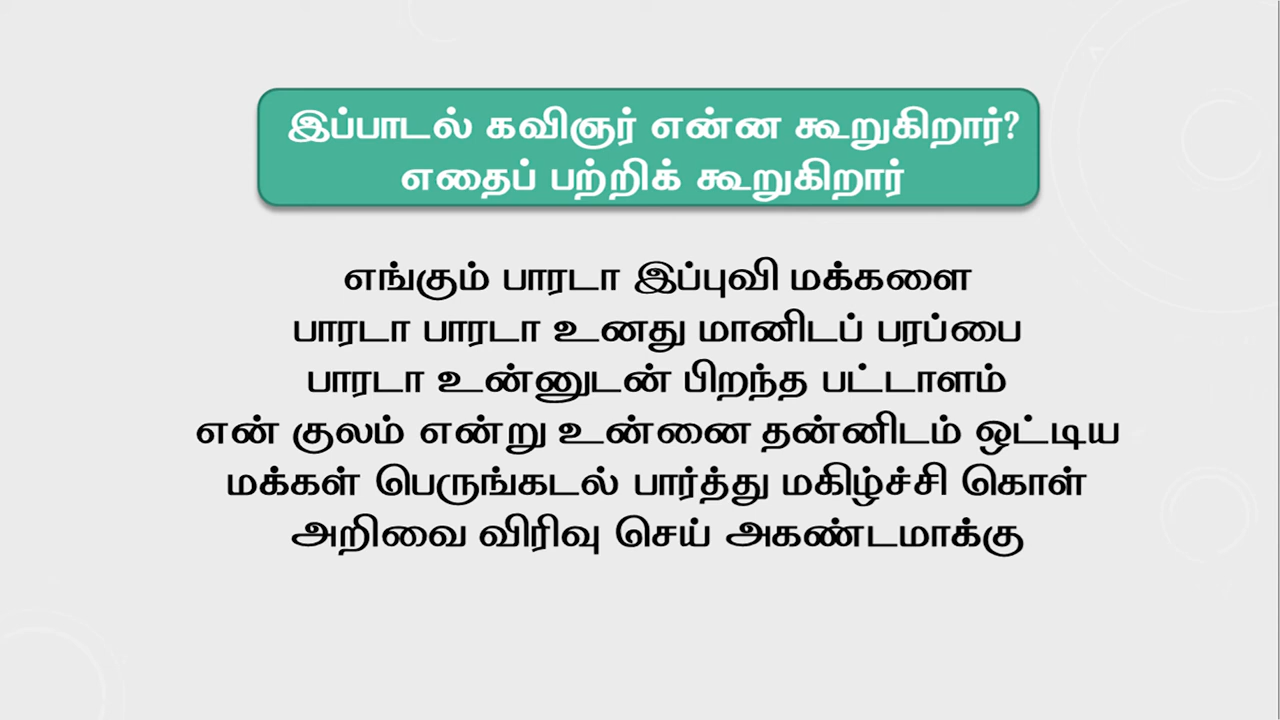 இப்பாடல் கவிஞர் என்ன கூறுகிறார்?
எதைப் பற்றிக் கூறுகிறார்
எங்கும் பாரடா இப்புவி மக்களை
பாரடா பாரடா உனது மானிடப் பரப்பை
பாரடா உன்னுடன் பிறந்த பட்டாளம்
என் குலம் என்று உன்னை தன்னிடம் ஒட்டிய
மக்கள் பெருங்கடல் பார்த்து மகிழ்ச்சி கொள்
அறிவை விரிவு செய் அகண்டமாக்கு